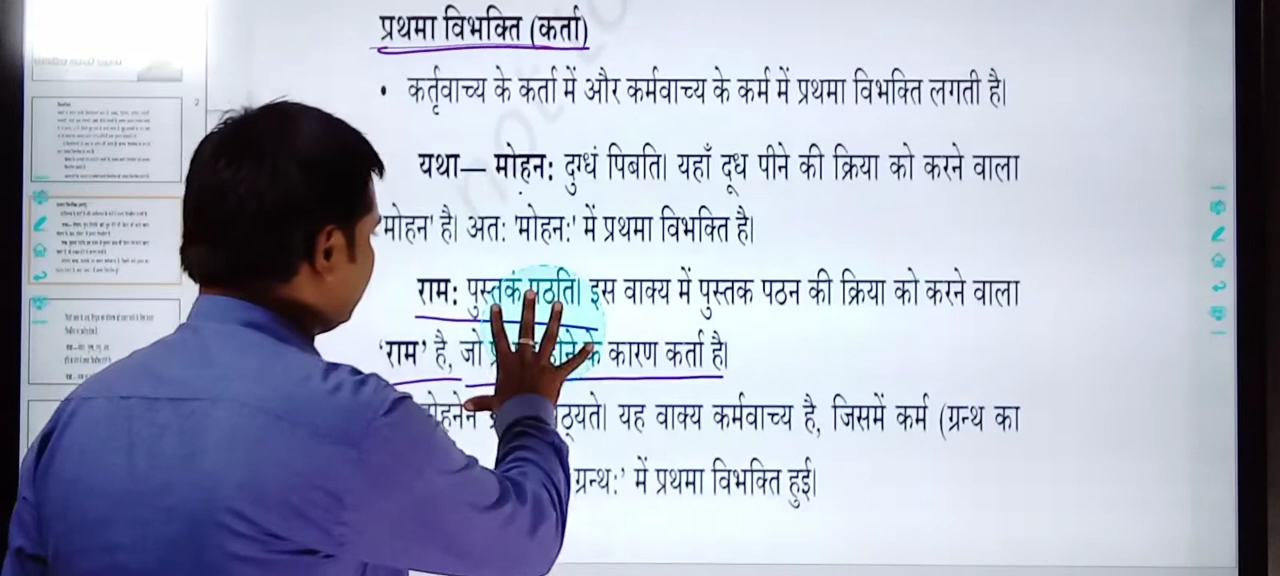 प्रथमा विभक्ति (कर्ता)
• कर्तृवाच्य के कर्ता में और कर्मवाच्य के कर्म में प्रथमा विभक्ति लगती है।
यथा— मोहन: दुग्धं पिबति। यहाँ दूध पीने की क्रिया को करने वाला
'मोहन' है। अत: 'मोहन:' में प्रथमा विभक्ति है।
राम: पुस्तकं पठति। इस वाक्य में पुस्तक पठन की क्रिया को करने वाला
'राम' है, जो होने के कारण कर्ता है।
यह वाक्य कर्मवाच्य है, जिसमें कर्म (ग्रन्थ का
ग्रन्थ:' में प्रथमा विभक्ति हुई।